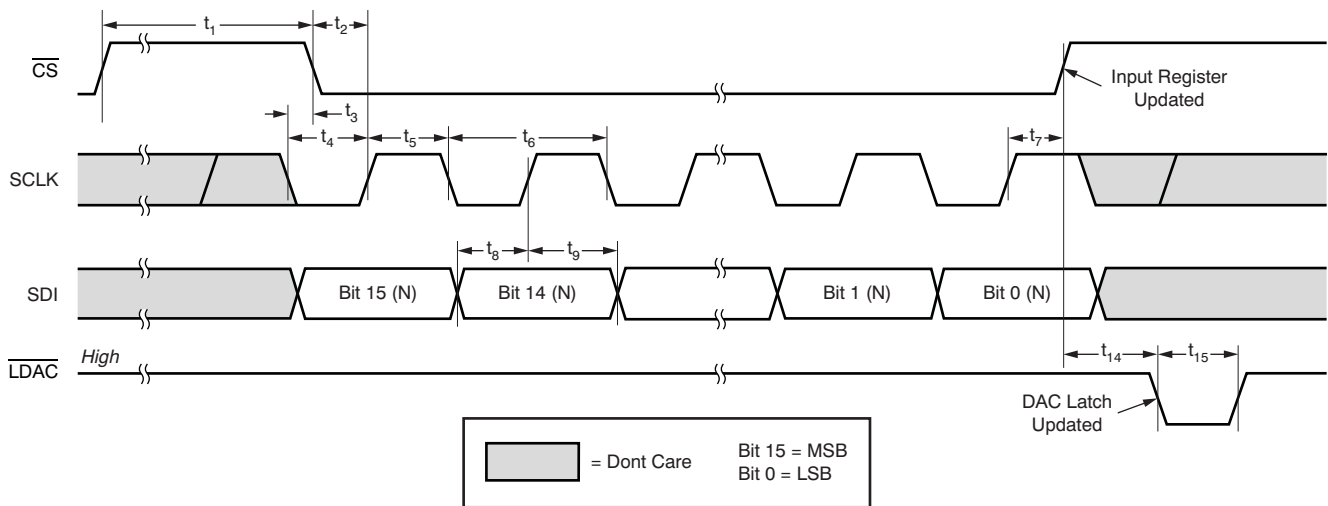 t1
t2
CS
Input Register
Updated
t3
t4
t5
t6
t7
SCLK
t8
t9
SDI
Bit 15 (N)
Bit 14 (N)
Bit 1 (N)
Bit 0 (N)
High
LDAC
t14
t15
DAC Latch
Updated
= Dont Care
Bit 15 = MSB
Bit 0 = LSB